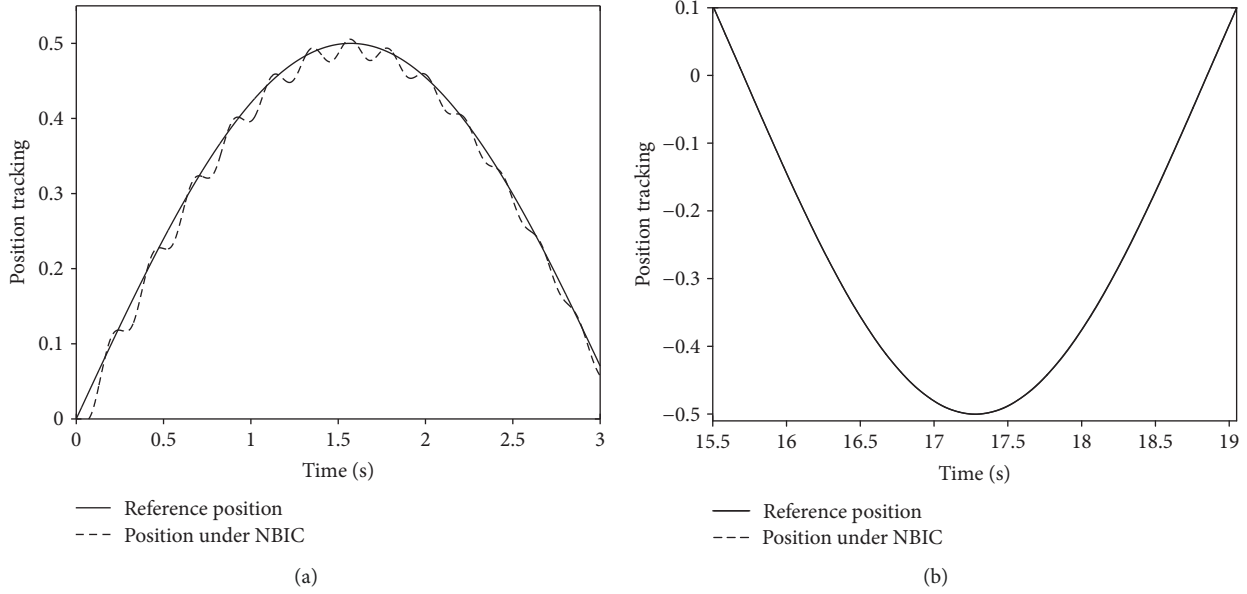 Position tracking
0.5
0.4
0.3
0.2
0.1
0
0 0.5 1 1.5 2 2.5 3
Time (s)
Reference position
Position under NBIC
(a)
Position tracking
0.1
0
−0.1
−0.2
−0.3
−0.4
−0.5
15.5 16 16.5 17 17.5 18 18.5 19
Time (s)
Reference position
Position under NBIC
(b)